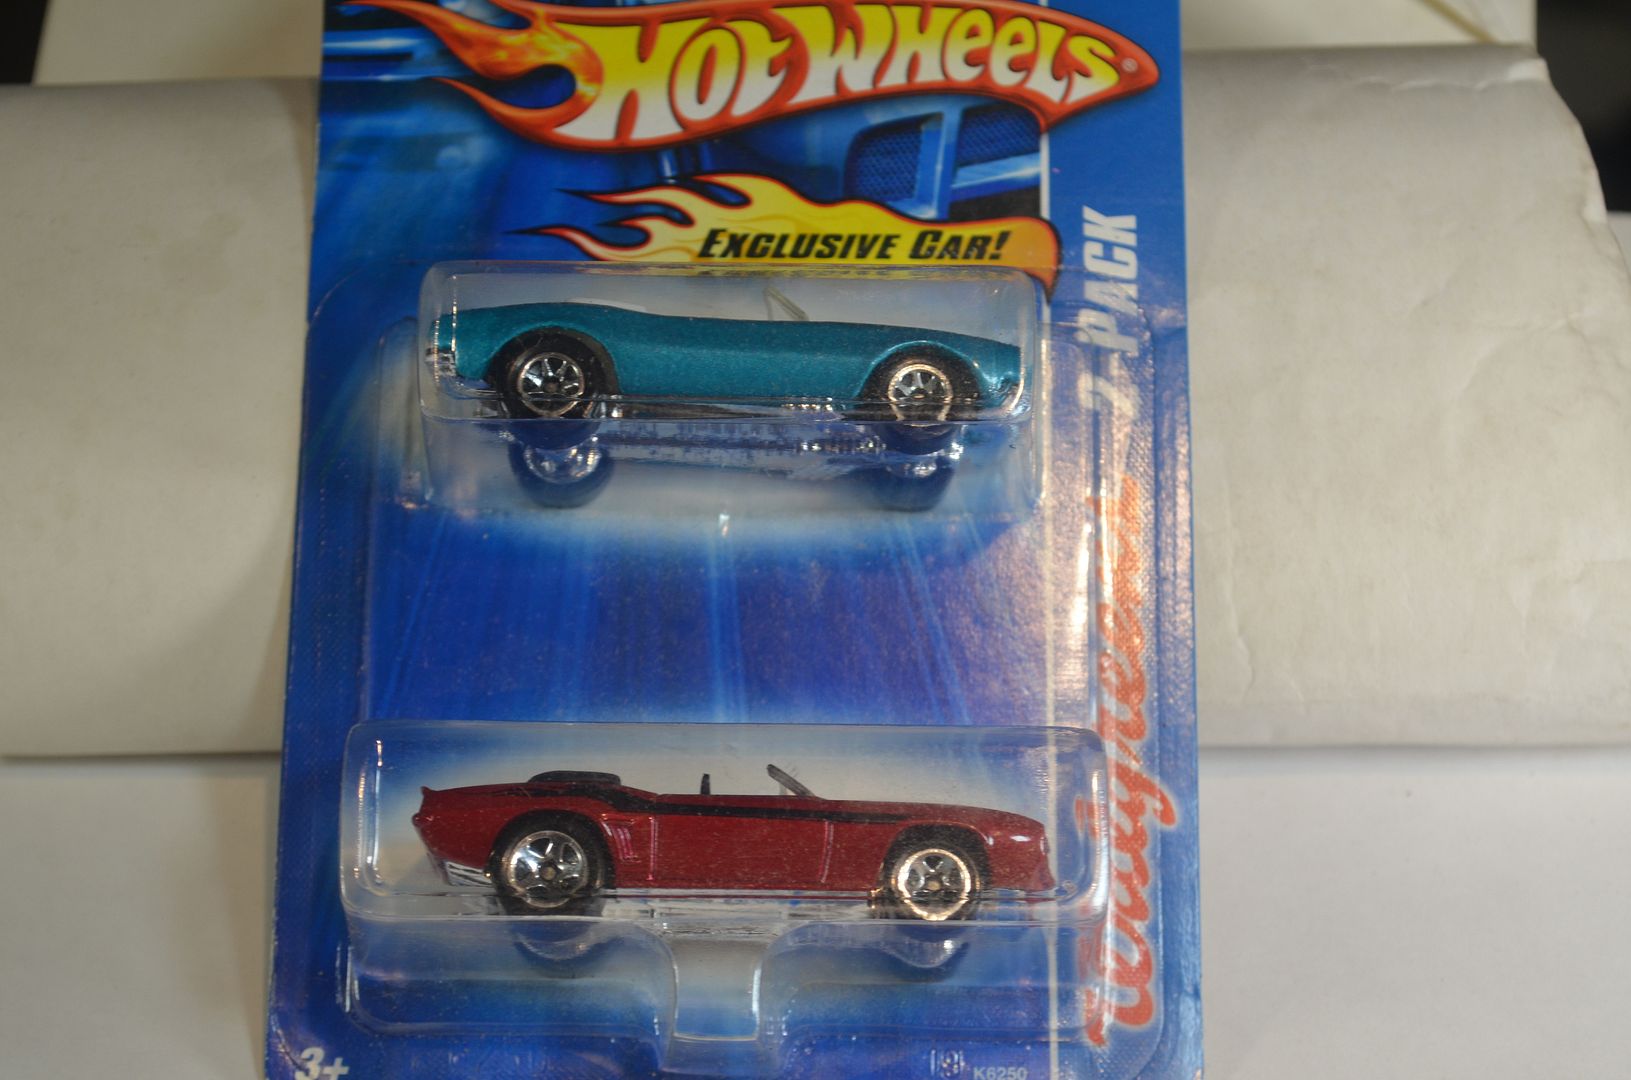 HOT WHEELS®
EXCLUSIVE CAR!
PACK
3+
K6250